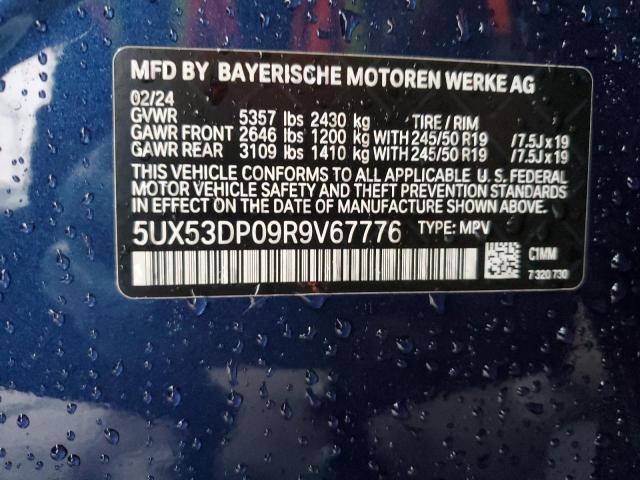 MFD BY BAYERISCHE MOTOREN WERKE AG
02/24
GVWR 5357 lbs 2430 kg TIRE / RIM
GAWR FRONT 2646 lbs 1200 kg WITH 245/50 R19 /7.5J x 19
GAWR REAR 3109 lbs 1410 kg WITH 245/50 R19 /7.5J x 19
THIS VEHICLE CONFORMS TO ALL APPLICABLE U. S. FEDERAL
MOTOR VEHICLE SAFETY AND THEFT PREVENTION STANDARDS
IN EFFECT ON THE DATE OF MANUFACTURE SHOWN ABOVE.
5UX53DP09R9V67776 TYPE: MPV
C1MM
7 320 730